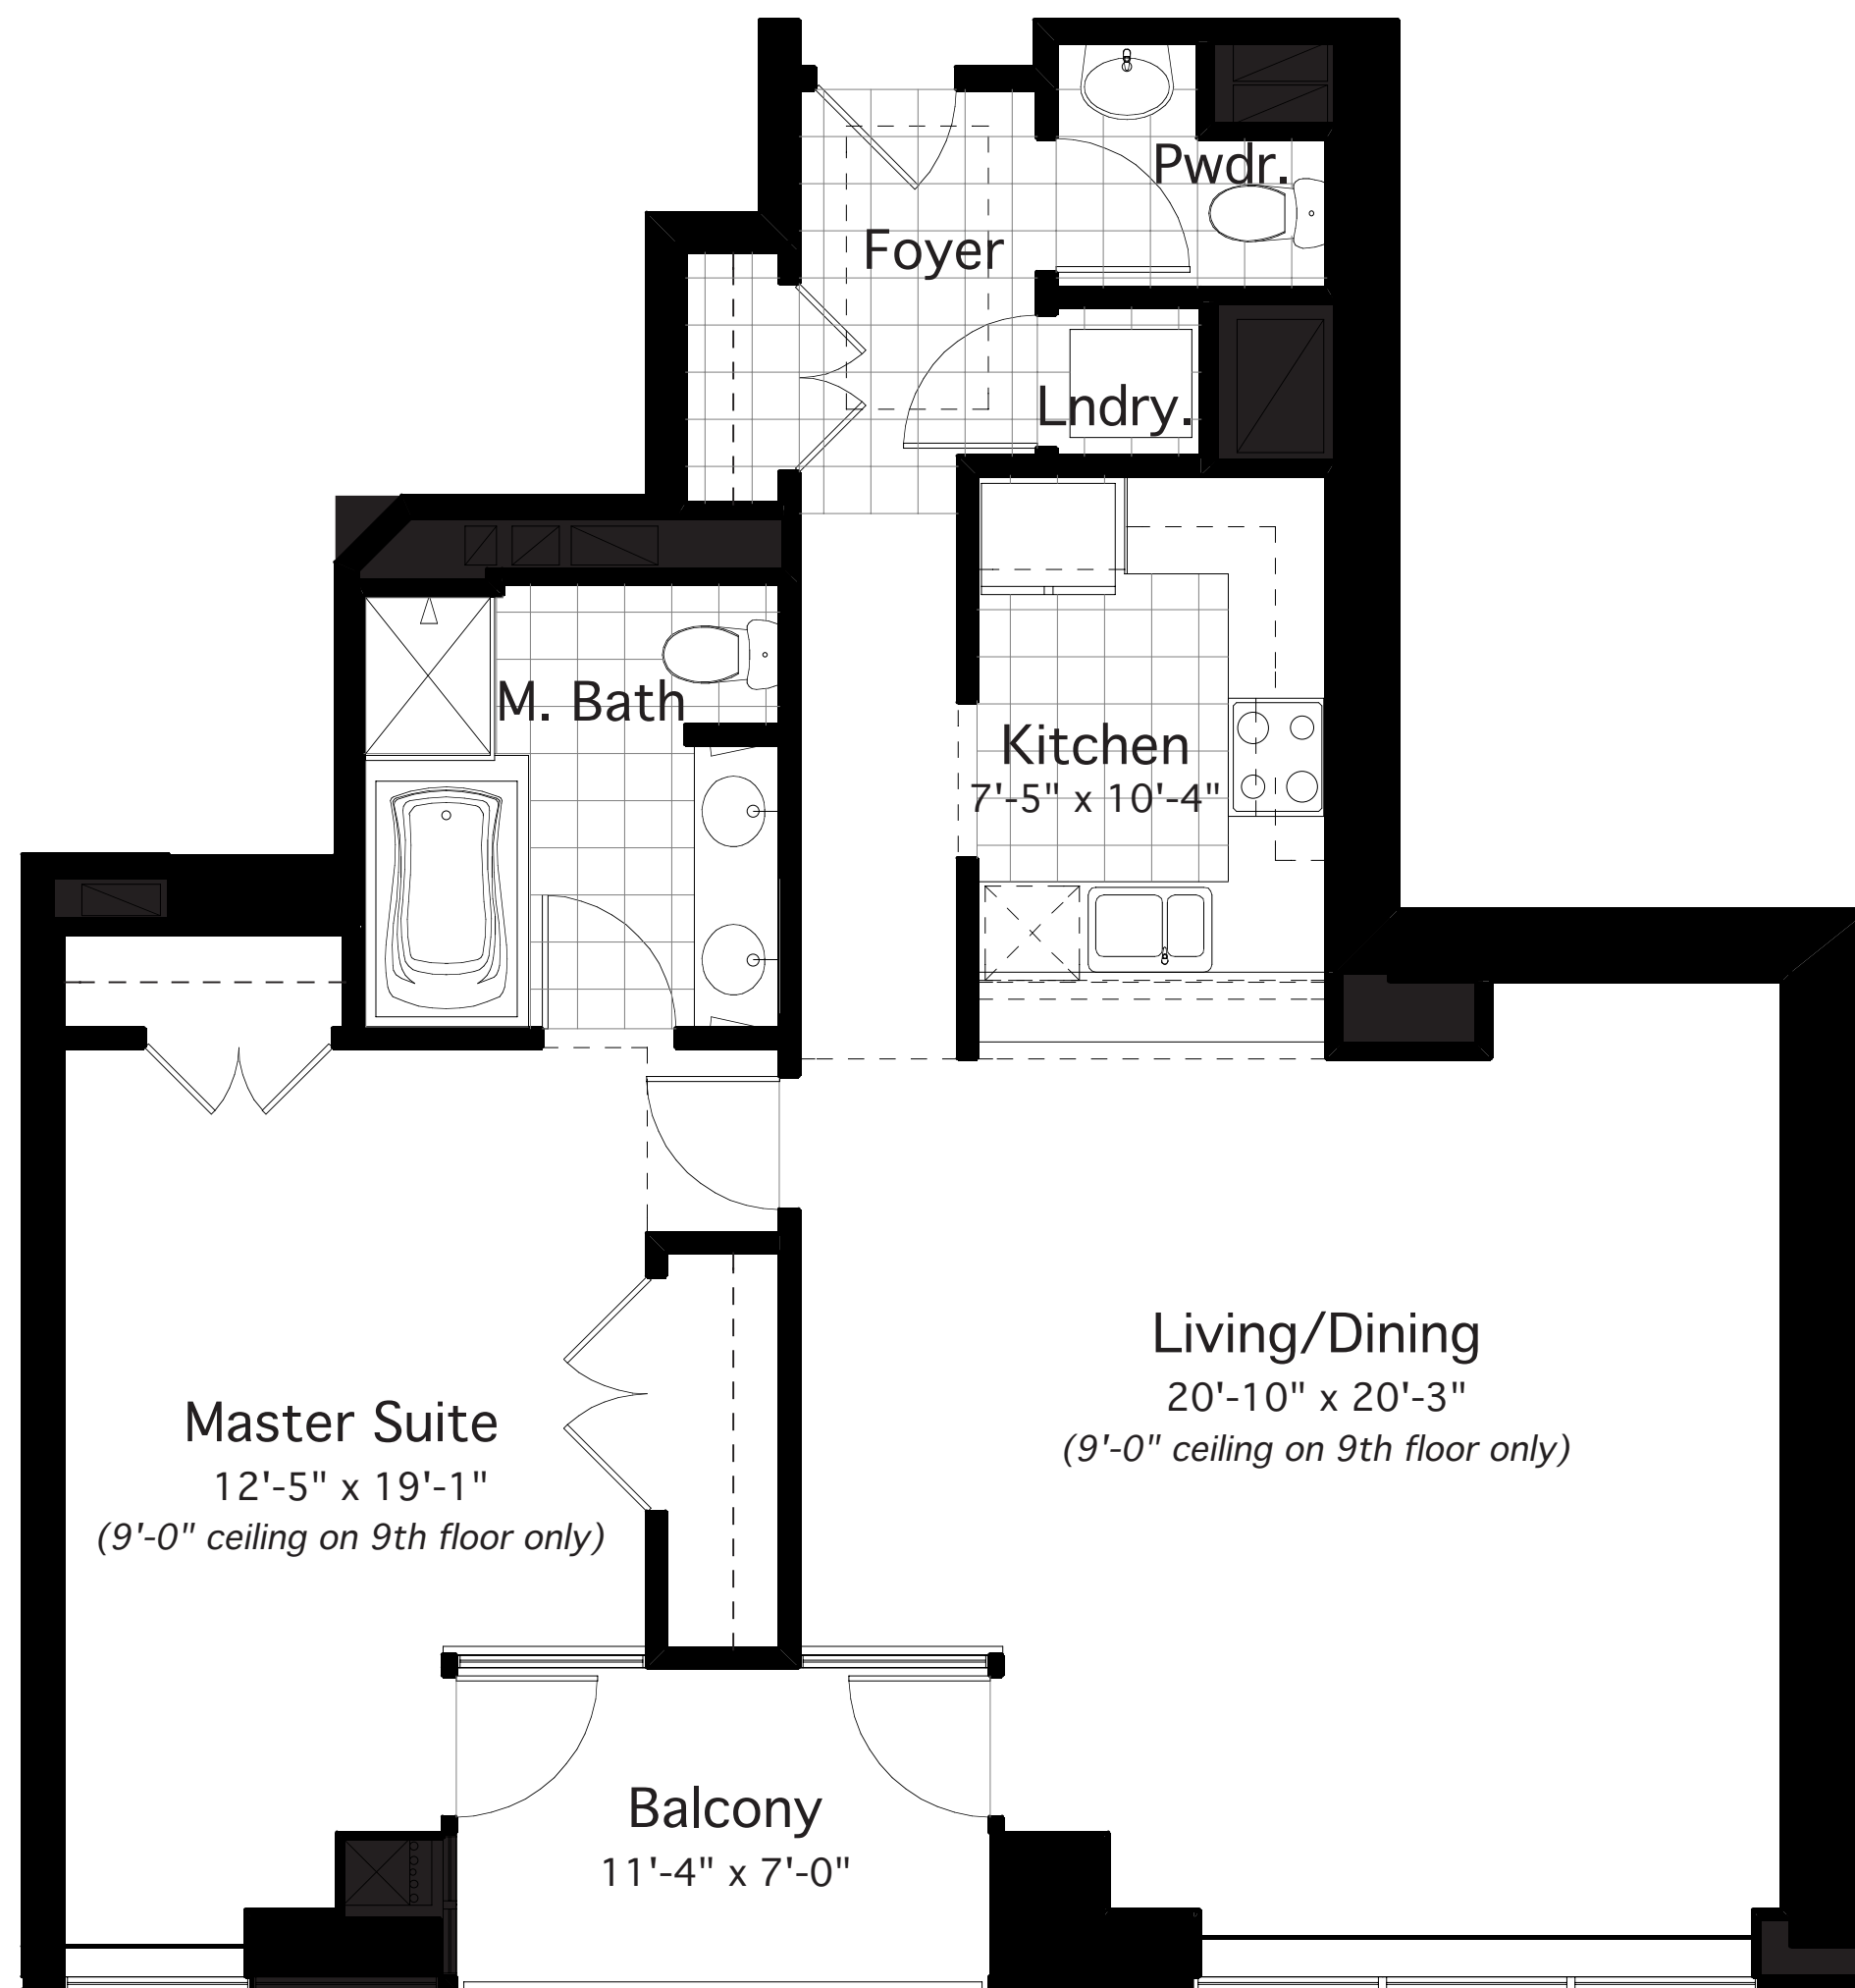 Pwdr.
Foyer
Lndry.
M. Bath
Kitchen
7'-5" x 10'-4"
Living/Dining
20'-10" x 20'-3"
(9'-0" ceiling on 9th floor only)
Master Suite
12'-5" x 19'-1"
(9'-0" ceiling on 9th floor only)
Balcony
11'-4" x 7'-0"